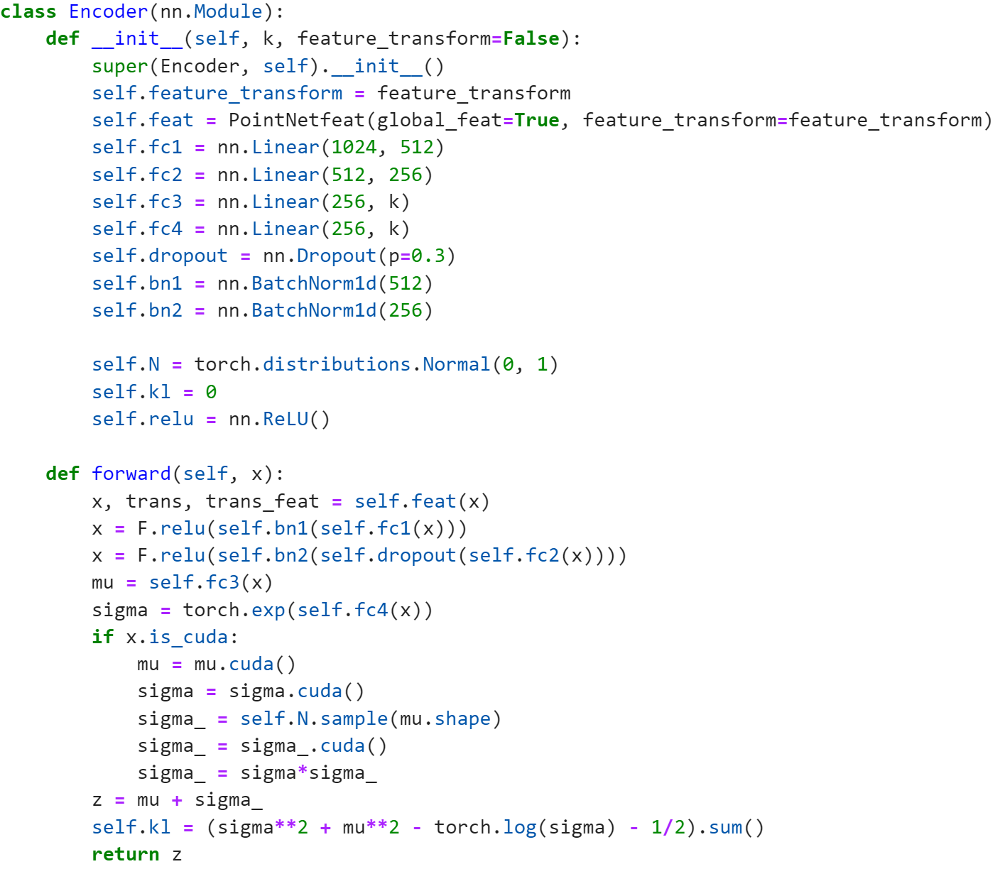 class Encoder(nn.Module):
    def __init__(self, k, feature_transform=False):
        super(Encoder, self).__init__()
        self.feature_transform = feature_transform
        self.feat = PointNetfeat(global_feat=True, feature_transform=feature_transform)
        self.fc1 = nn.Linear(1024, 512)
        self.fc2 = nn.Linear(512, 256)
        self.fc3 = nn.Linear(256, k)
        self.fc4 = nn.Linear(256, k)
        self.dropout = nn.Dropout(p=0.3)
        self.bn1 = nn.BatchNorm1d(512)
        self.bn2 = nn.BatchNorm1d(256)

        self.N = torch.distributions.Normal(0, 1)
        self.kl = 0
        self.relu = nn.ReLU()

    def forward(self, x):
        x, trans, trans_feat = self.feat(x)
        x = F.relu(self.bn1(self.fc1(x)))
        x = F.relu(self.bn2(self.dropout(self.fc2(x))))
        mu = self.fc3(x)
        sigma = torch.exp(self.fc4(x))
        if x.is_cuda:
            mu = mu.cuda()
            sigma = sigma.cuda()
            sigma_ = self.N.sample(mu.shape)
            sigma_ = sigma_.cuda()
            sigma_ = sigma*sigma_
        z = mu + sigma_
        self.kl = (sigma**2 + mu**2 - torch.log(sigma) - 1/2).sum()
        return z